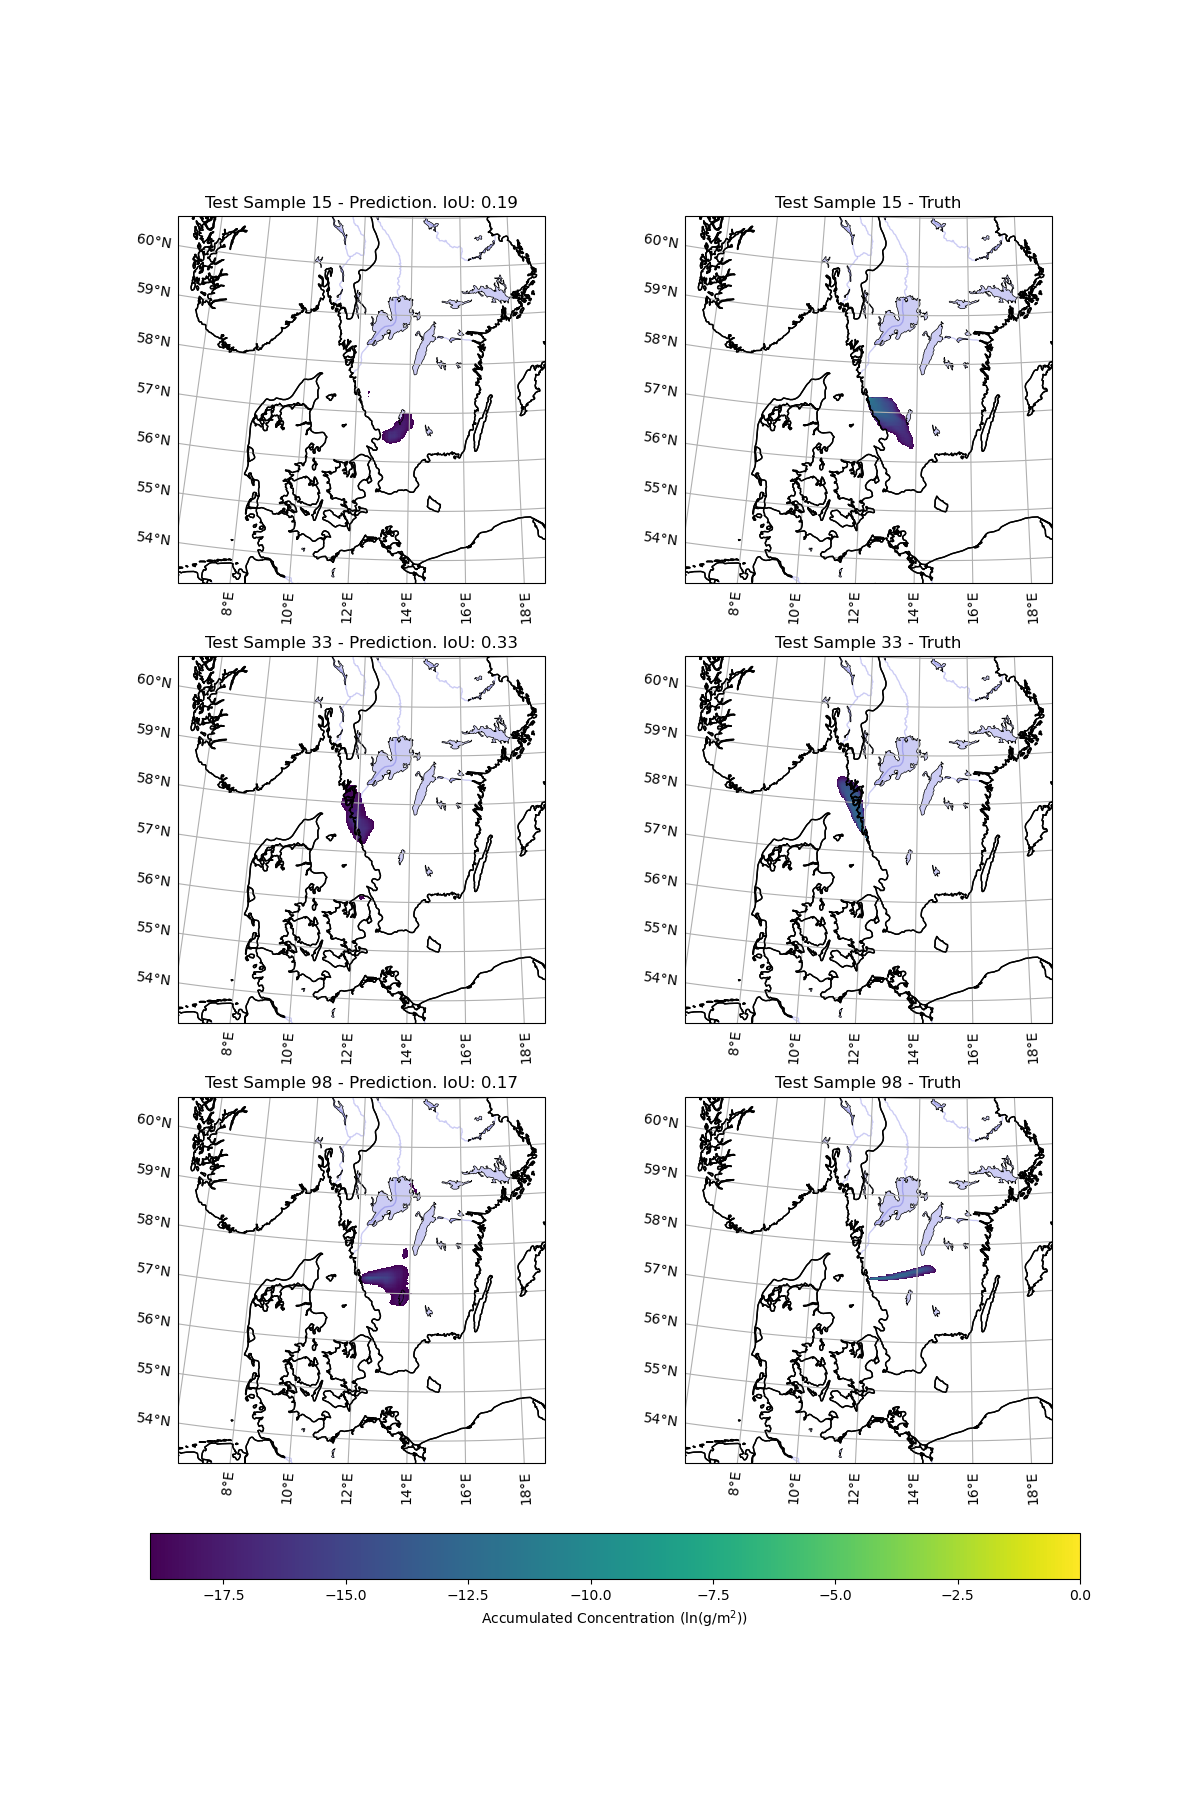 Test Sample 15 - Prediction. IoU: 0.19
Test Sample 15 - Truth
60°N
59°N
58°N
57°N
56°N
55°N
54°N
8°E
10°E
12°E
14°E
16°E
18°E
60°N
59°N
58°N
57°N
56°N
55°N
54°N
8°E
10°E
12°E
14°E
16°E
18°E
Test Sample 33 - Prediction. IoU: 0.33
Test Sample 33 - Truth
60°N
59°N
58°N
57°N
56°N
55°N
54°N
8°E
10°E
12°E
14°E
16°E
18°E
60°N
59°N
58°N
57°N
56°N
55°N
54°N
8°E
10°E
12°E
14°E
16°E
18°E
Test Sample 98 - Prediction. IoU: 0.17
Test Sample 98 - Truth
60°N
59°N
58°N
57°N
56°N
55°N
54°N
8°E
10°E
12°E
14°E
16°E
18°E
60°N
59°N
58°N
57°N
56°N
55°N
54°N
8°E
10°E
12°E
14°E
16°E
18°E
−17.5 −15.0 −12.5 −10.0 −7.5 −5.0 −2.5 0.0
Accumulated Concentration (ln(g/m²))